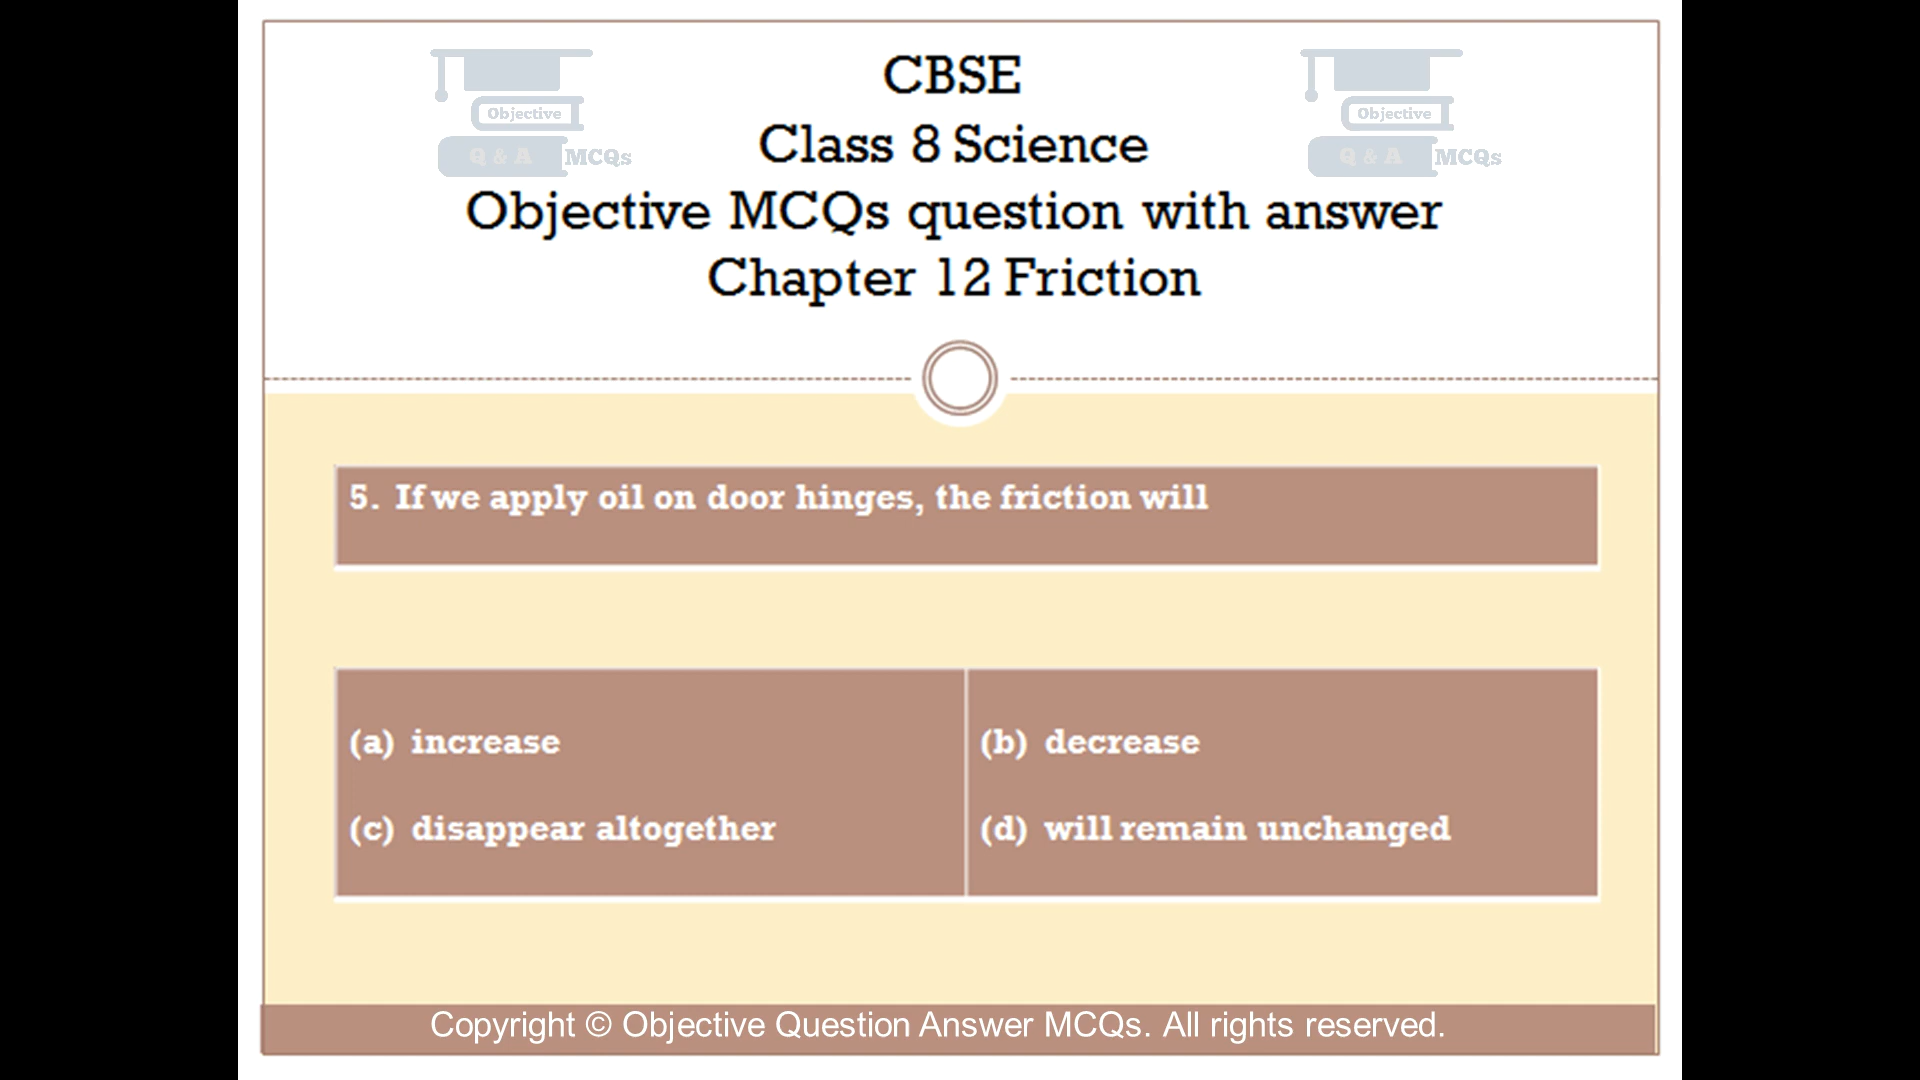 CBSE
Class 8 Science
Objective MCQs question with answer
Chapter 12 Friction
Objective
Q & A MCQs
Objective
Q & A MCQs
5. If we apply oil on door hinges, the friction will
(a) increase
(b) decrease
(c) disappear altogether
(d) will remain unchanged
Copyright © Objective Question Answer MCQs. All rights reserved.